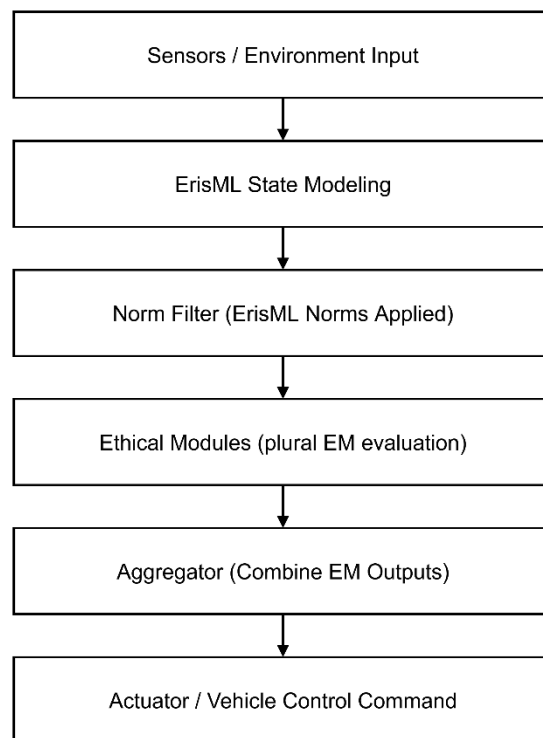 Sensors / Environment Input
ErisML State Modeling
Norm Filter (ErisML Norms Applied)
Ethical Modules (plural EM evaluation)
Aggregator (Combine EM Outputs)
Actuator / Vehicle Control Command